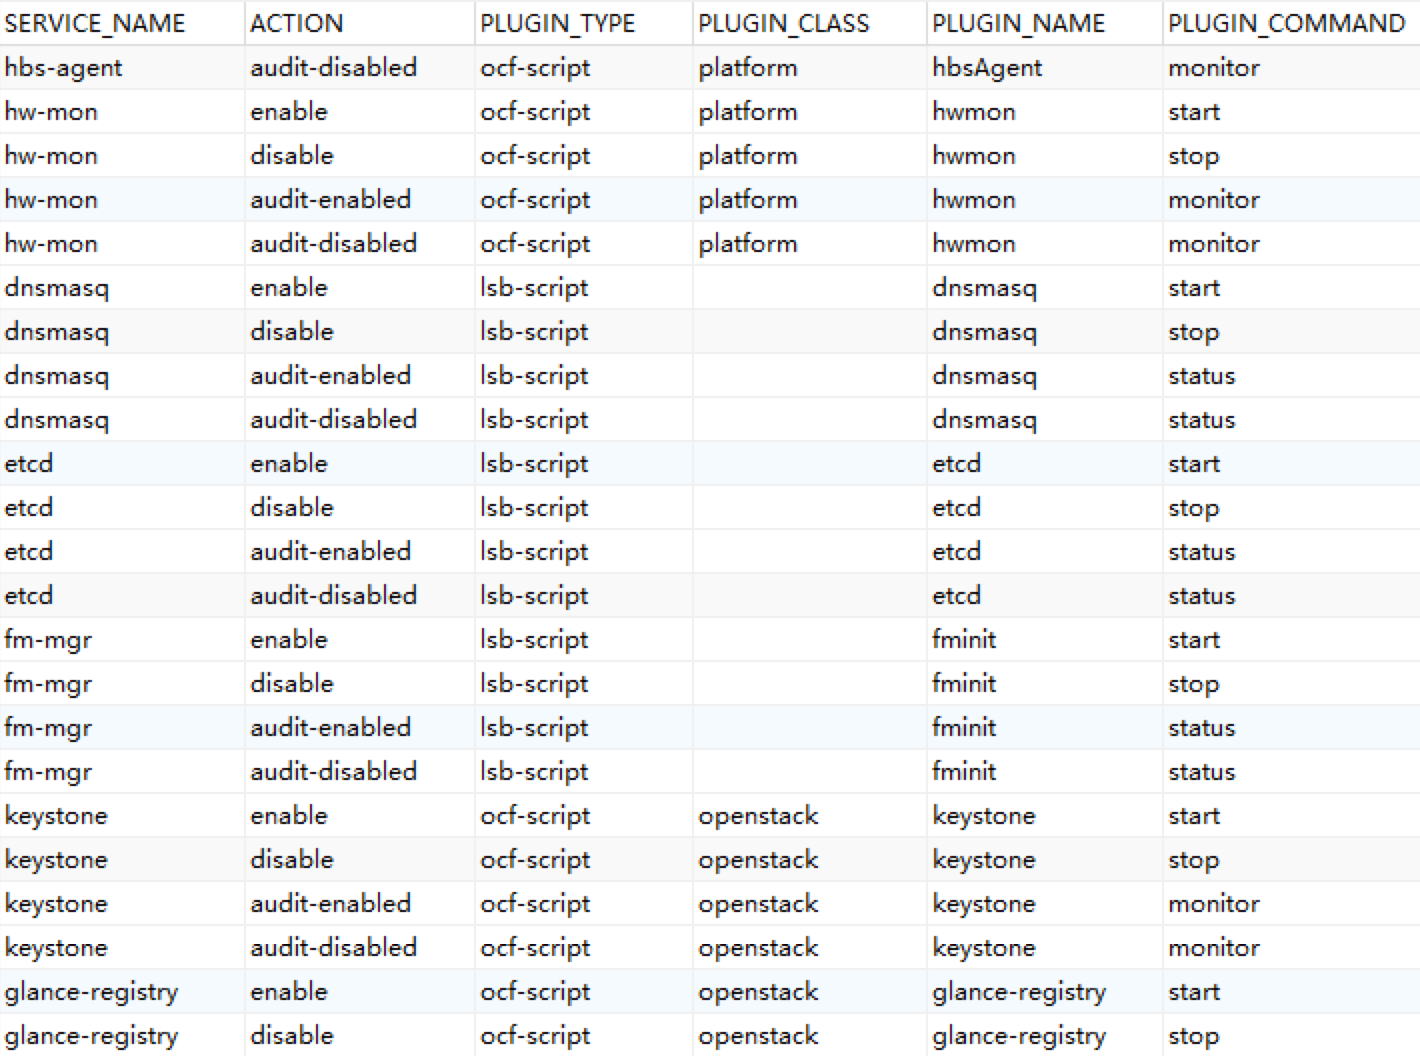 SERVICE_NAME ACTION PLUGIN_TYPE PLUGIN_CLASS PLUGIN_NAME PLUGIN_COMMAND
hbs-agent audit-disabled ocf-script platform hbsAgent monitor
hw-mon enable ocf-script platform hwmon start
hw-mon disable ocf-script platform hwmon stop
hw-mon audit-enabled ocf-script platform hwmon monitor
hw-mon audit-disabled ocf-script platform hwmon monitor
dnsmasq enable lsb-script dnsmasq start
dnsmasq disable lsb-script dnsmasq stop
dnsmasq audit-enabled lsb-script dnsmasq status
dnsmasq audit-disabled lsb-script dnsmasq status
etcd enable lsb-script etcd start
etcd disable lsb-script etcd stop
etcd audit-enabled lsb-script etcd status
etcd audit-disabled lsb-script etcd status
fm-mgr enable lsb-script fminit start
fm-mgr disable lsb-script fminit stop
fm-mgr audit-enabled lsb-script fminit status
fm-mgr audit-disabled lsb-script fminit status
keystone enable ocf-script openstack keystone start
keystone disable ocf-script openstack keystone stop
keystone audit-enabled ocf-script openstack keystone monitor
keystone audit-disabled ocf-script openstack keystone monitor
glance-registry enable ocf-script openstack glance-registry start
glance-registry disable ocf-script openstack glance-registry stop